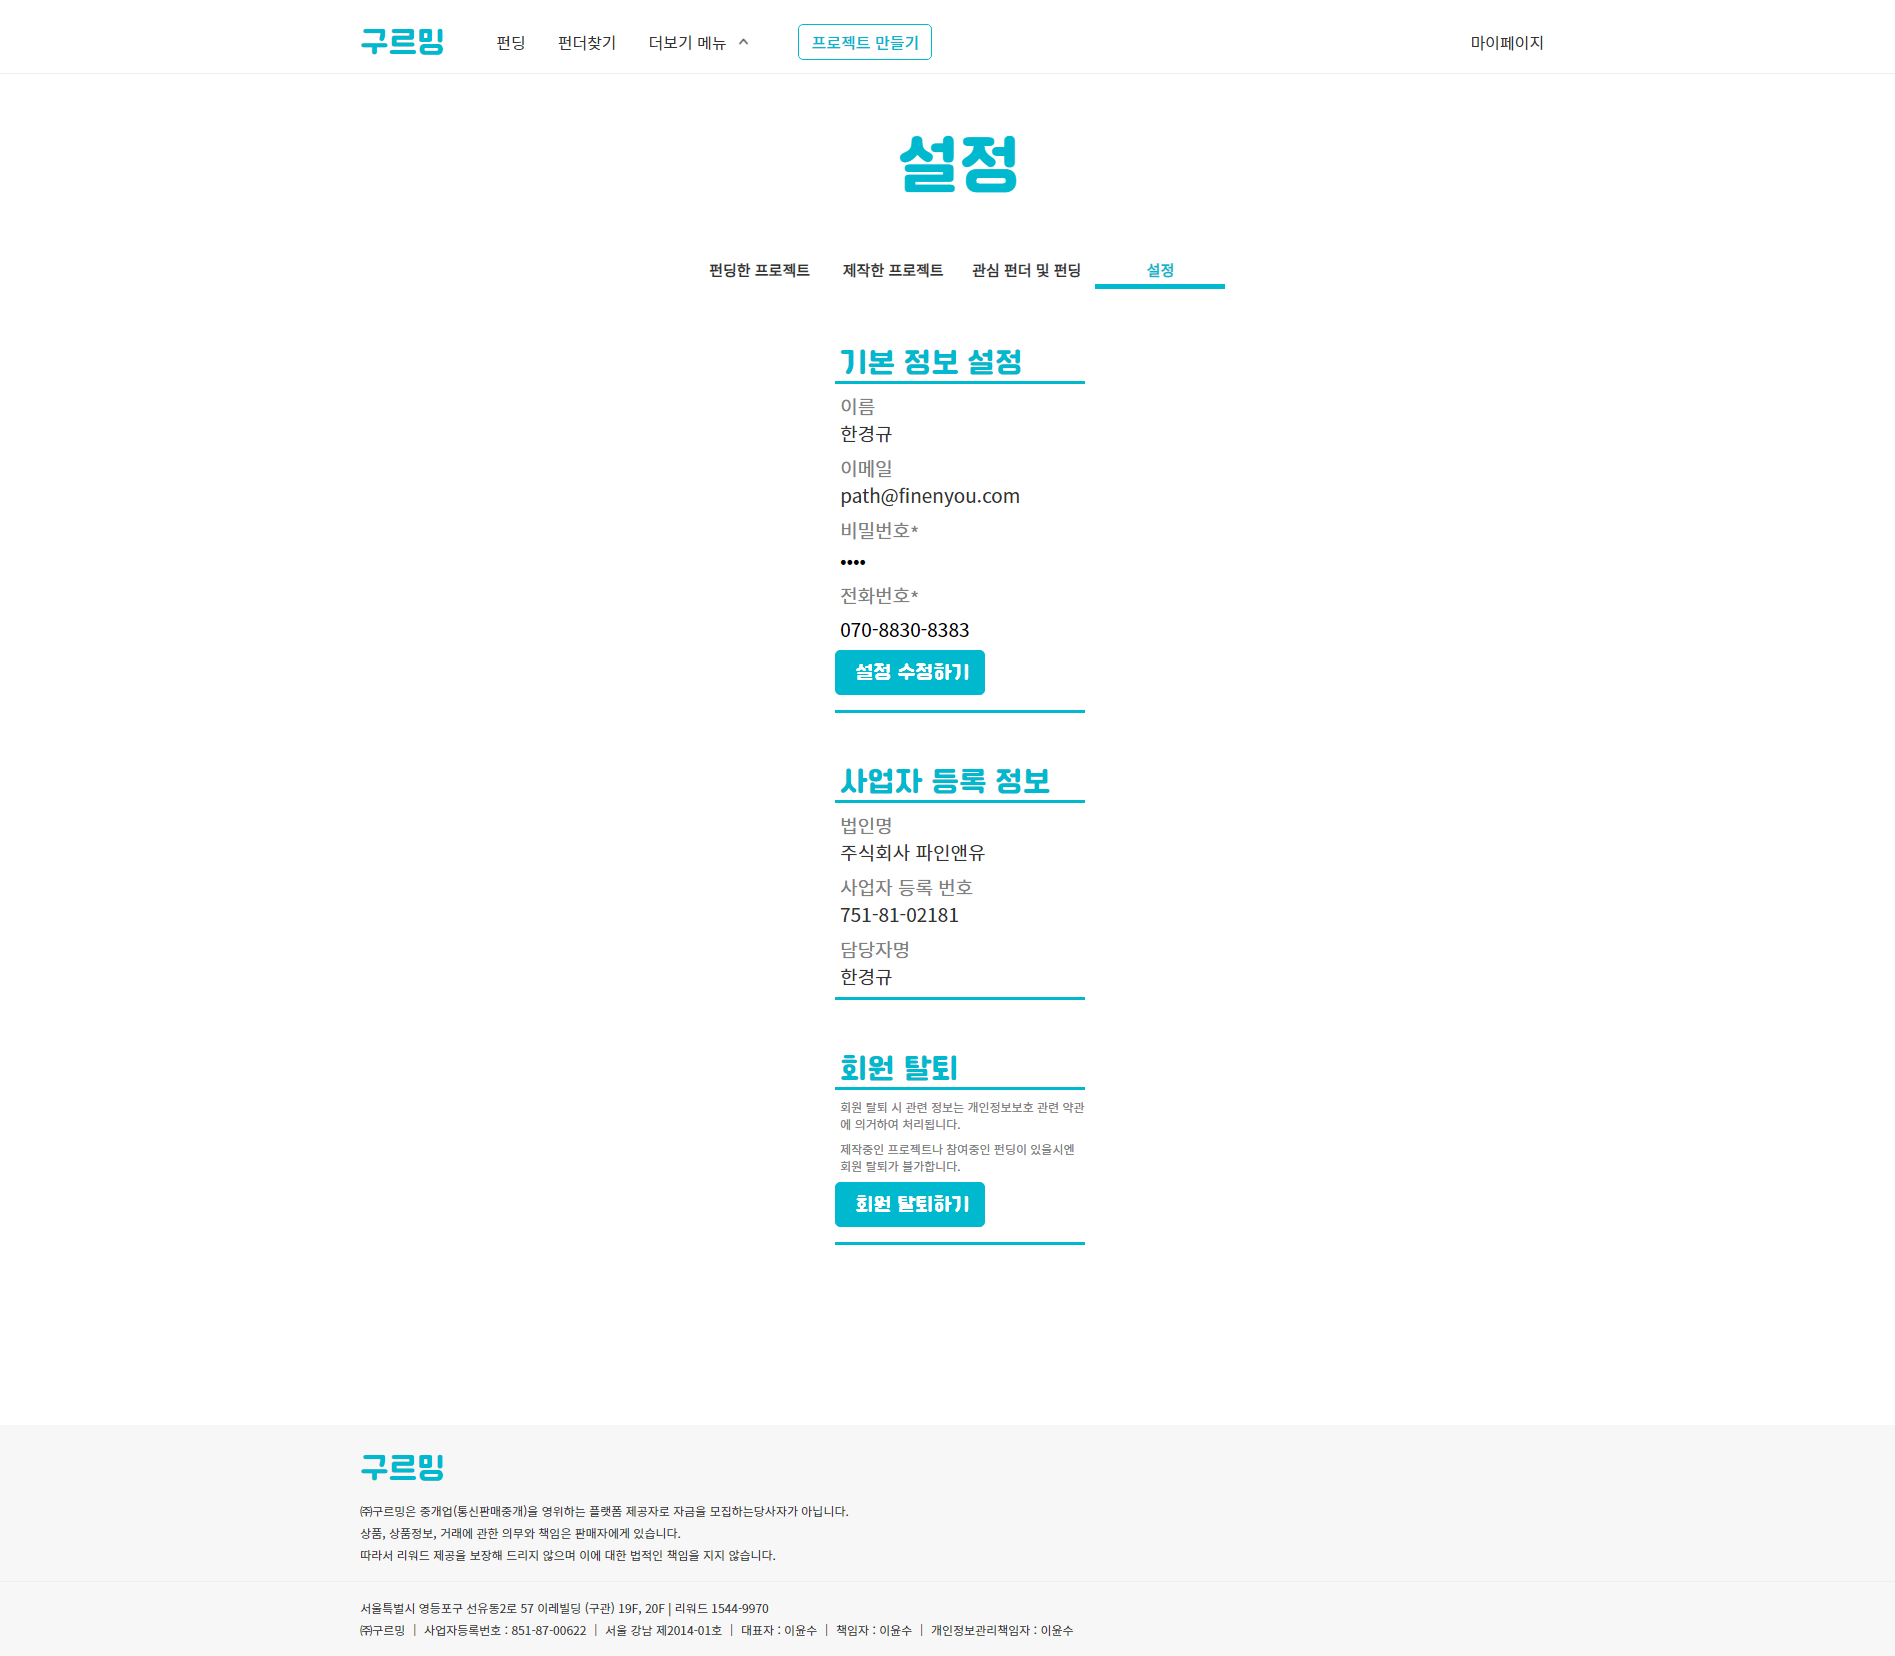 구르밍
펀딩
펀더찾기
더보기 메뉴
프로젝트 만들기
마이페이지
설정
펀딩한 프로젝트
제작한 프로젝트
관심 펀더 및 펀딩
설정
기본 정보 설정
이름
한경규
이메일
path@finenyou.com
비밀번호*
••••
전화번호*
070-8830-8383
설정 수정하기
사업자 등록 정보
법인명
주식회사 파인앤유
사업자 등록 번호
751-81-02181
담당자명
한경규
회원 탈퇴
회원 탈퇴 시 관련 정보는 개인정보보호 관련 약관
에 의거하여 처리됩니다.
제작중인 프로젝트나 참여중인 펀딩이 있을시엔
회원 탈퇴가 불가합니다.
회원 탈퇴하기
구르밍
㈜구르밍은 중개업(통신판매중개)을 영위하는 플랫폼 제공자로 자금을 모집하는당사자가 아닙니다.
상품, 상품정보, 거래에 관한 의무와 책임은 판매자에게 있습니다.
따라서 리워드 제공을 보장해 드리지 않으며 이에 대한 법적인 책임을 지지 않습니다.
서울특별시 영등포구 선유동2로 57 이레빌딩 (구관) 19F, 20F | 리워드 1544-9970
㈜구르밍 | 사업자등록번호 : 851-87-00622 | 서울 강남 제2014-01호 | 대표자 : 이윤수 | 책임자 : 이윤수 | 개인정보관리책임자 : 이윤수